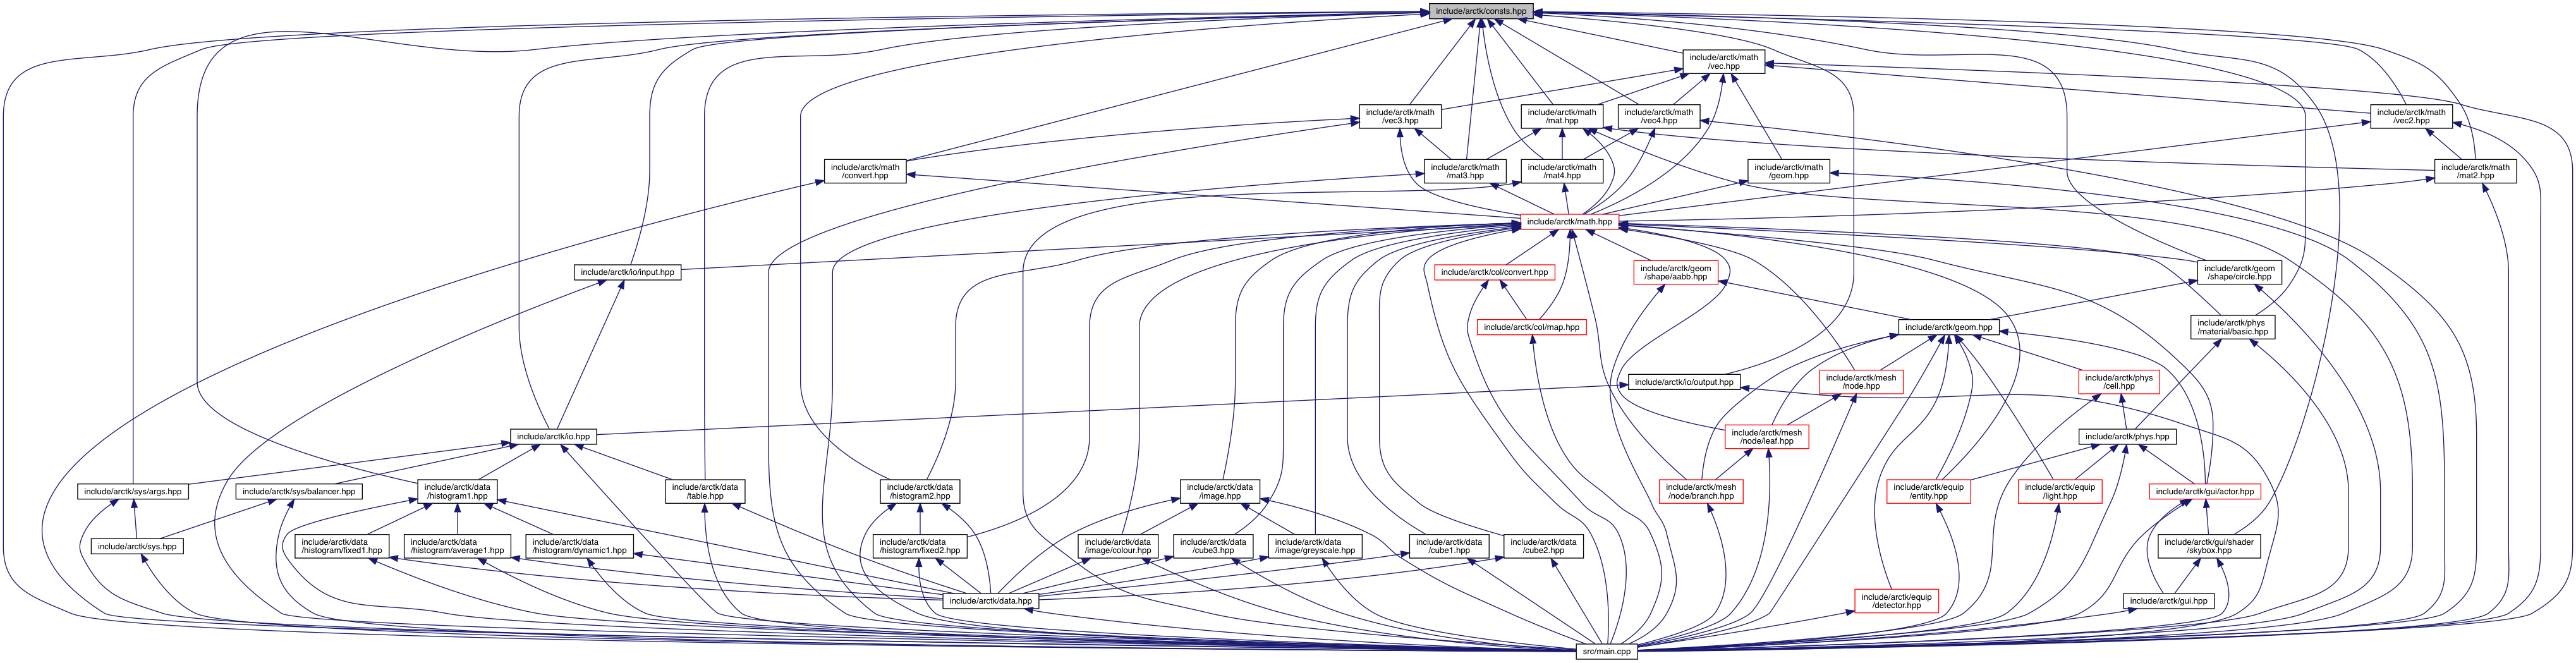 include/arctk/consts.hpp
include/arctk/math
/vec.hpp
include/arctk/math
/vec3.hpp
include/arctk/math
/mat.hpp
include/arctk/math
/vec4.hpp
include/arctk/math
/vec2.hpp
include/arctk/math
/convert.hpp
include/arctk/math
/mat3.hpp
include/arctk/math
/mat4.hpp
include/arctk/math
/geom.hpp
include/arctk/math
/mat2.hpp
include/arctk/math.hpp
include/arctk/io/input.hpp
include/arctk/col/convert.hpp
include/arctk/geom
/shape/aabb.hpp
include/arctk/geom
/shape/circle.hpp
include/arctk/col/map.hpp
include/arctk/geom.hpp
include/arctk/phys
/material/basic.hpp
include/arctk/io/output.hpp
include/arctk/mesh
/node.hpp
include/arctk/phys
/cell.hpp
include/arctk/io.hpp
include/arctk/mesh
/node/leaf.hpp
include/arctk/phys.hpp
include/arctk/sys/args.hpp
include/arctk/sys/balancer.hpp
include/arctk/data
/histogram1.hpp
include/arctk/data
/table.hpp
include/arctk/data
/histogram2.hpp
include/arctk/data
/image.hpp
include/arctk/mesh
/node/branch.hpp
include/arctk/equip
/entity.hpp
include/arctk/equip
/light.hpp
include/arctk/gui/actor.hpp
include/arctk/sys.hpp
include/arctk/data
/histogram/fixed1.hpp
include/arctk/data
/histogram/average1.hpp
include/arctk/data
/histogram/dynamic1.hpp
include/arctk/data
/histogram/fixed2.hpp
include/arctk/data
/image/colour.hpp
include/arctk/data
/cube3.hpp
include/arctk/data
/image/greyscale.hpp
include/arctk/data
/cube1.hpp
include/arctk/data
/cube2.hpp
include/arctk/gui/shader
/skybox.hpp
include/arctk/data.hpp
include/arctk/equip
/detector.hpp
include/arctk/gui.hpp
src/main.cpp